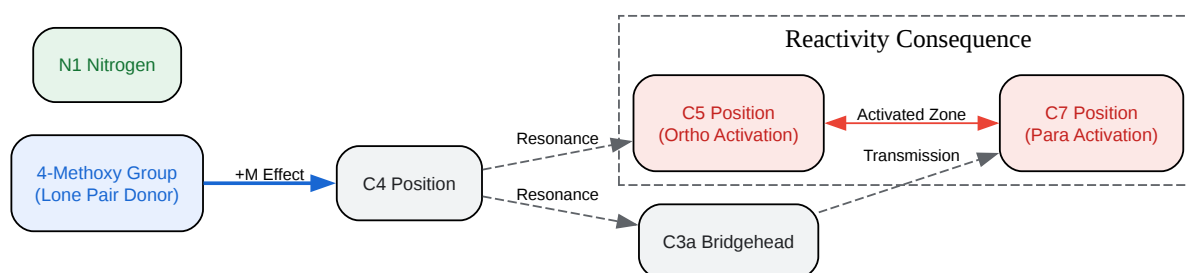 Reactivity Consequence
N1 Nitrogen
4-Methoxy Group
(Lone Pair Donor)
+M Effect
C4 Position
Resonance
Resonance
C5 Position
(Ortho Activation)
Activated Zone
C7 Position
(Para Activation)
Transmission
C3a Bridgehead